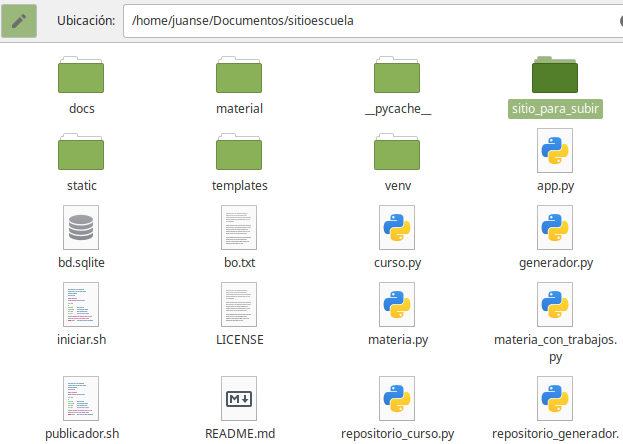 Ubicación: /home/juanse/Documentos/sitioescuela
docs material __pycache__ sitio_para_subir
static templates venv app.py
bd.sqlite bo.txt curso.py generador.py
iniciar.sh LICENSE materia.py materia_con_trabajos.
py
publicador.sh README.md repositorio_curso.py repositorio_generador.